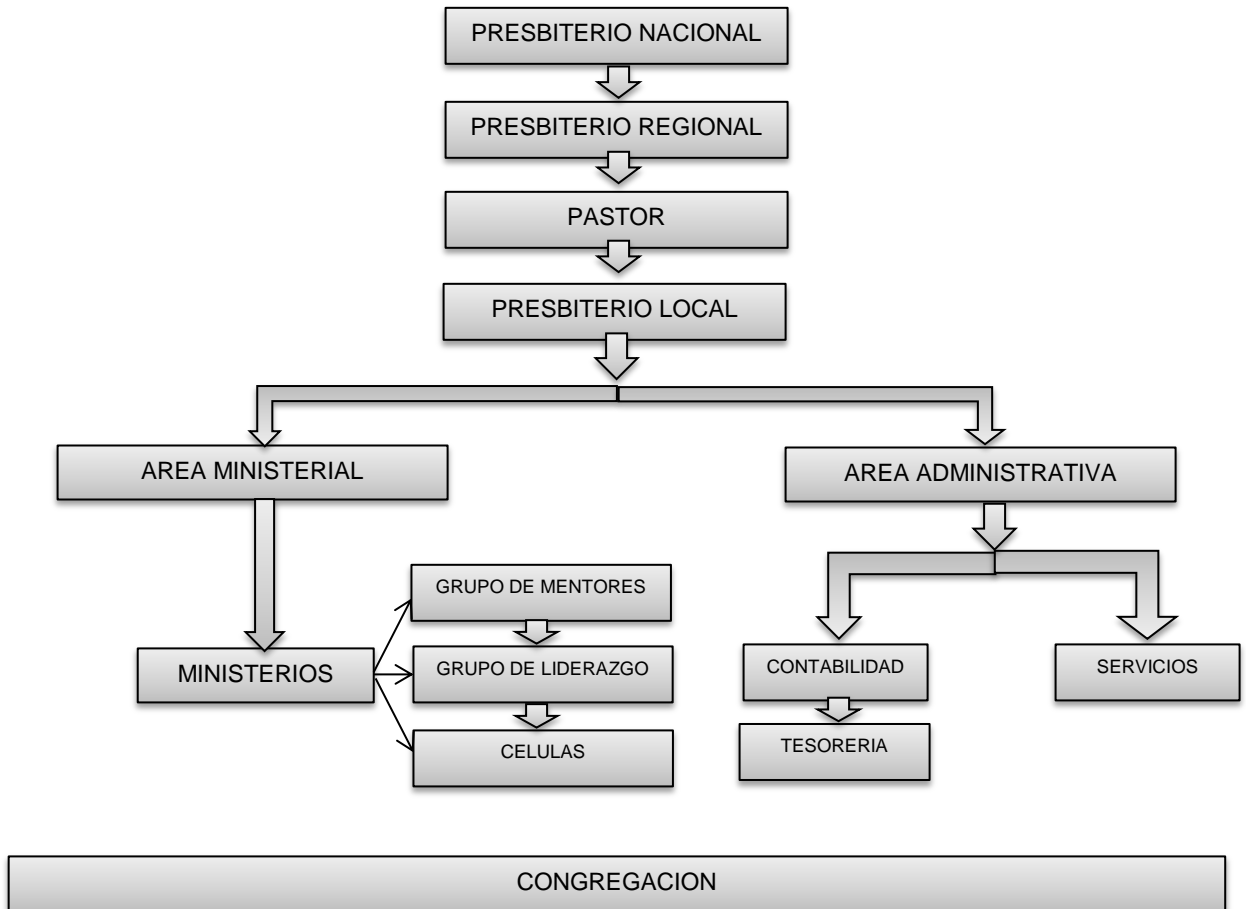 PRESBITERIO NACIONAL
PRESBITERIO REGIONAL
PASTOR
PRESBITERIO LOCAL
AREA MINISTERIAL
AREA ADMINISTRATIVA
GRUPO DE MENTORES
MINISTERIOS
GRUPO DE LIDERAZGO
CELULAS
CONTABILIDAD
SERVICIOS
TESORERIA
CONGREGACION